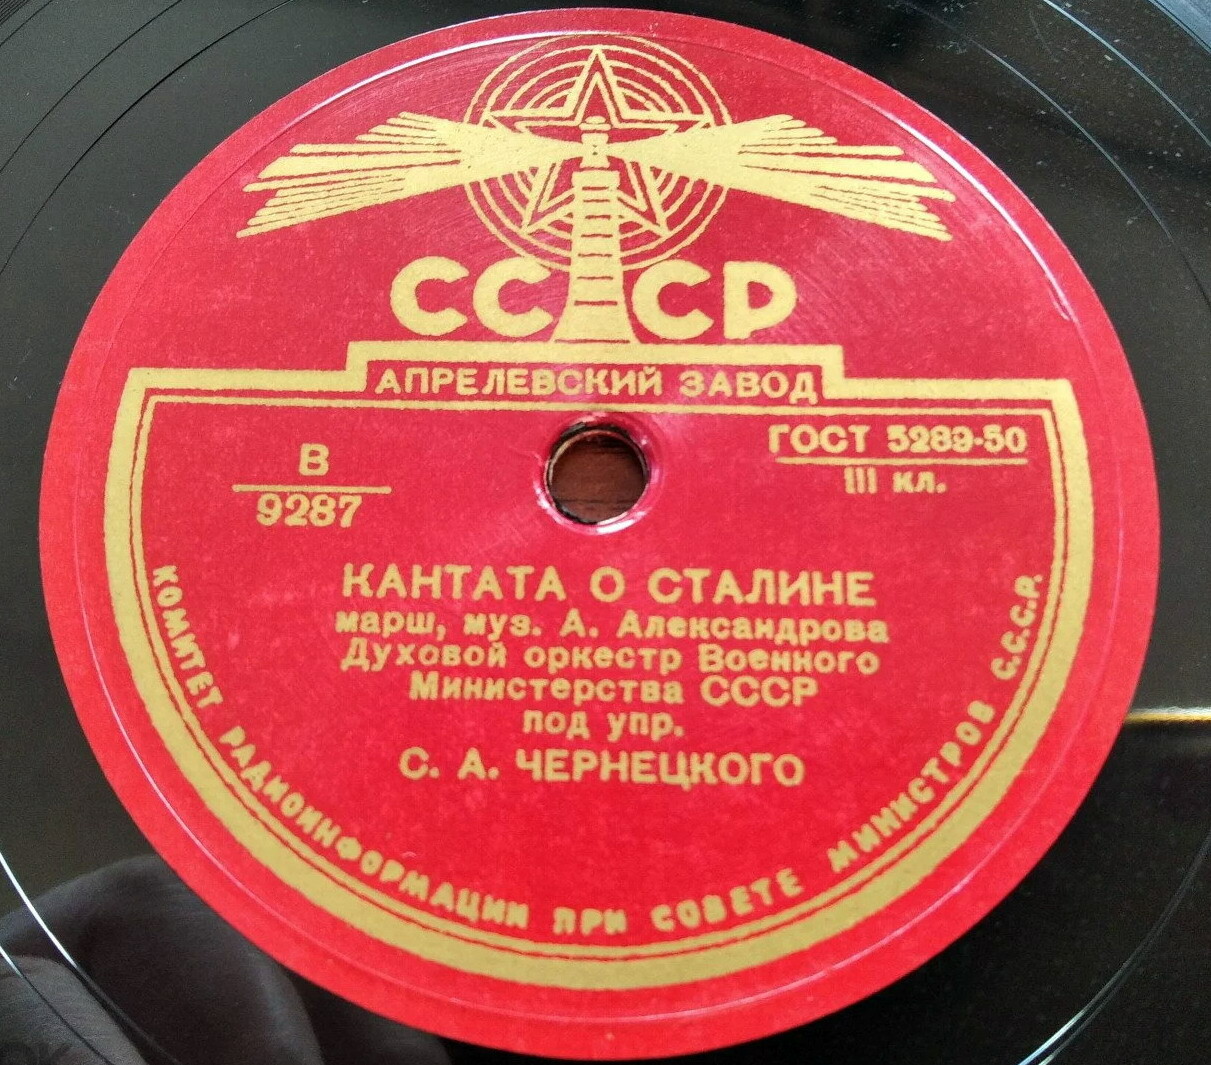 СССР
АПРЕЛЕВСКИЙ ЗАВОД
В
9287
ГОСТ 5289-50
III кл.
КАНТАТА О СТАЛИНЕ
марш, муз. А. Александрова
Духовой оркестр Военного
Министерства СССР
под упр.
С. А. ЧЕРНЕЦКОГО
КОМИТЕТ РАДИОИНФОРМАЦИИ ПРИ СОВЕТЕ МИНИСТРОВ С.С.С.Р.